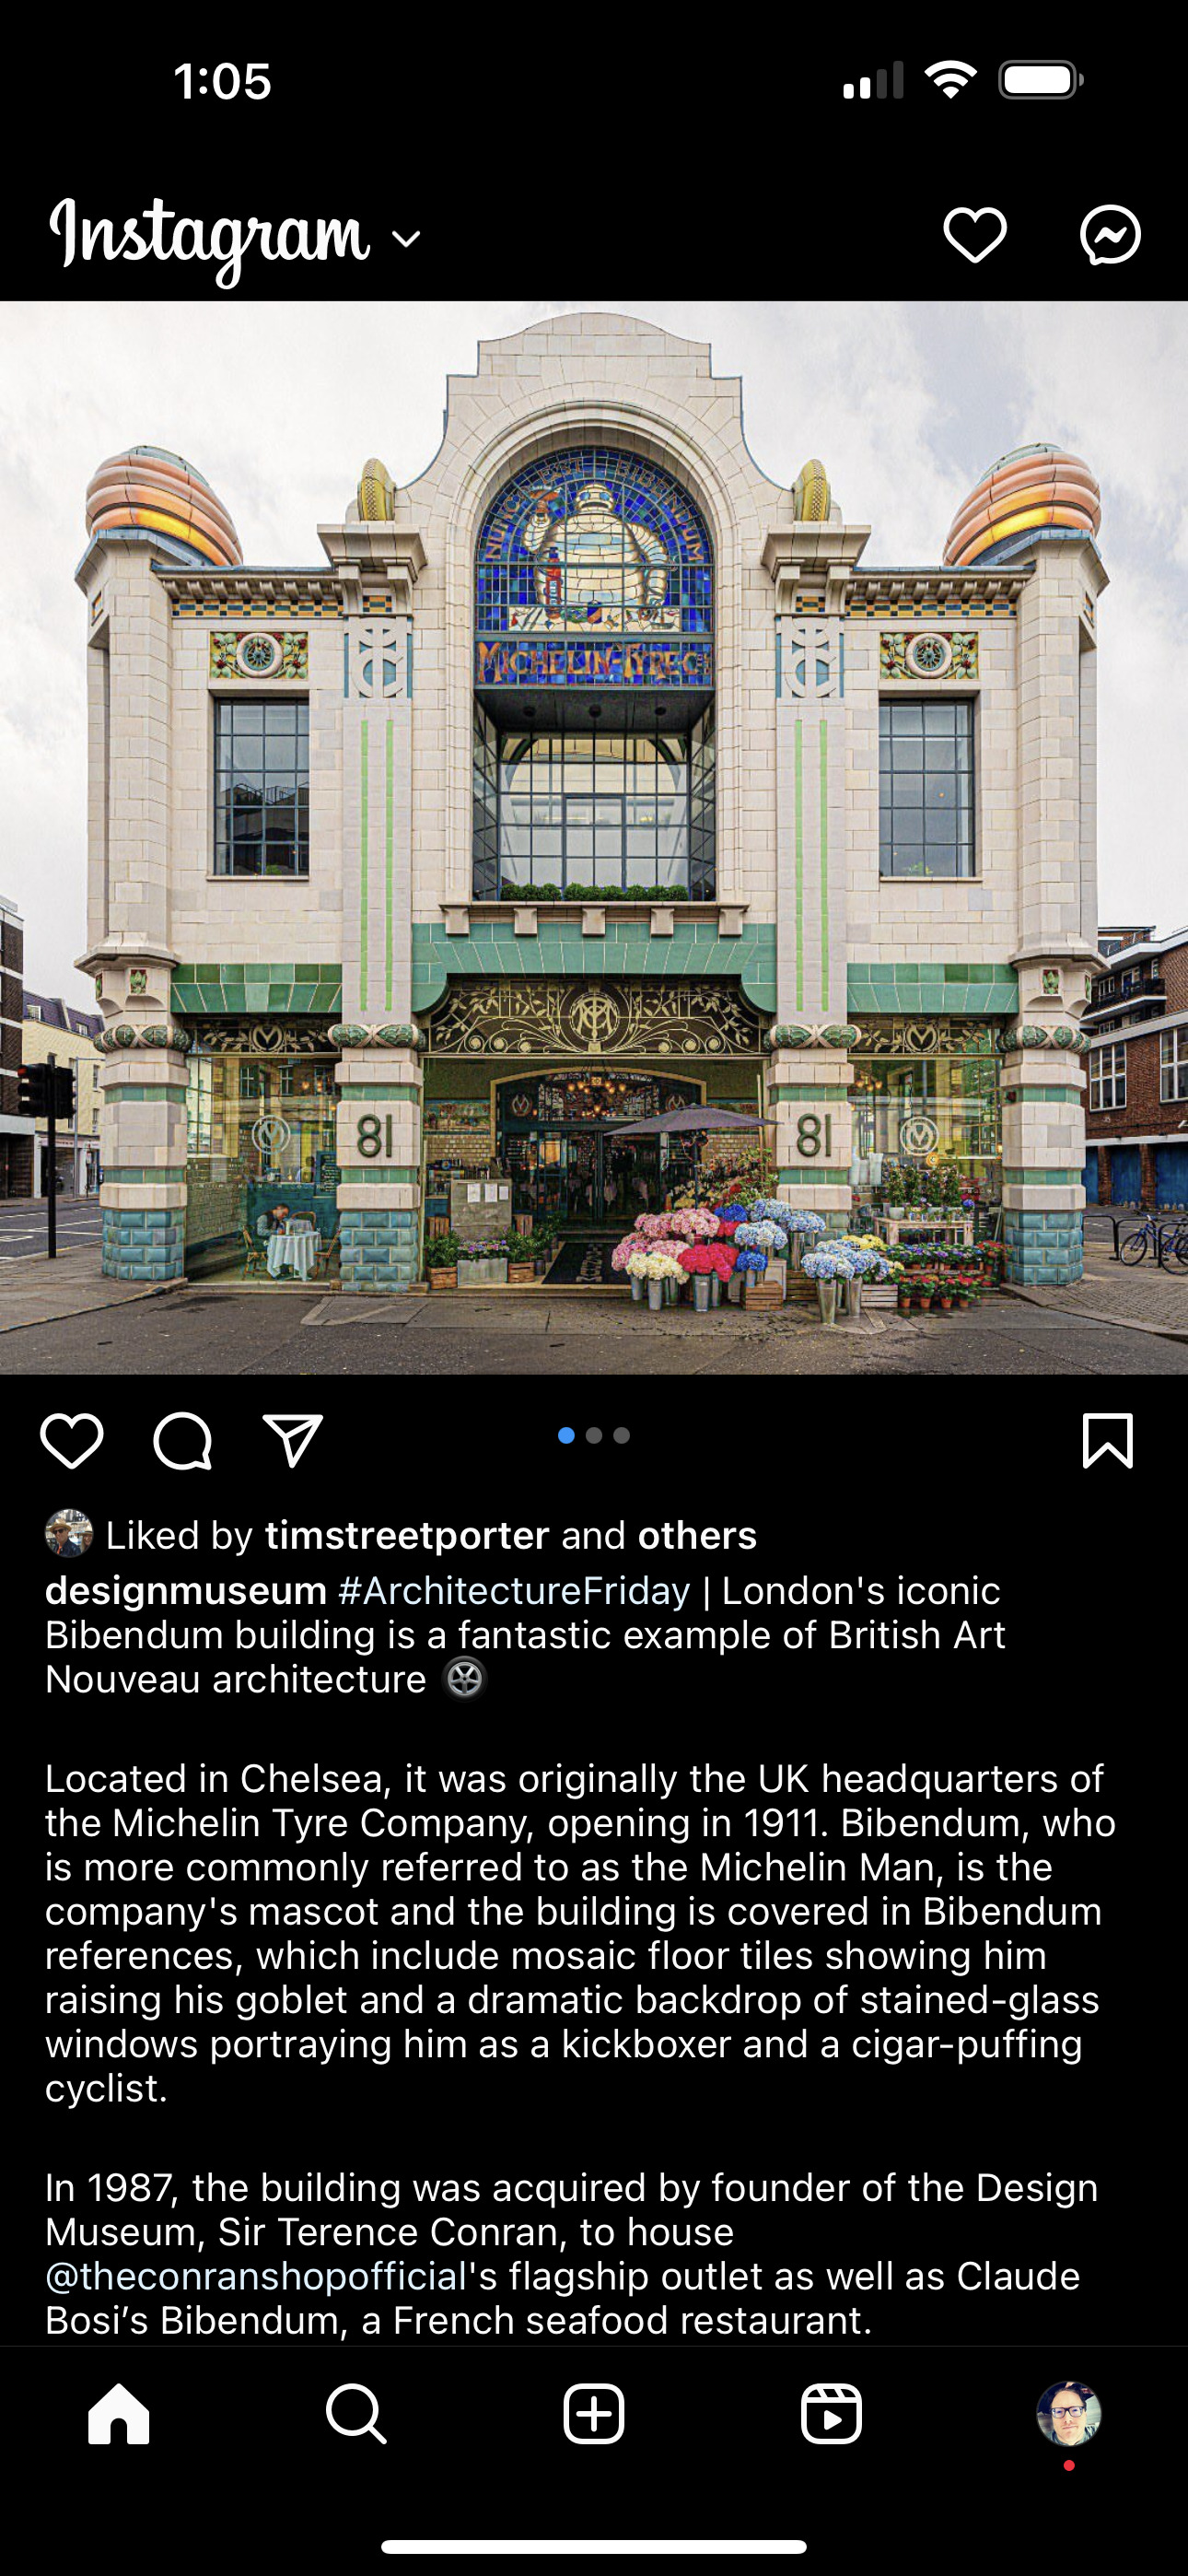 1:05
Instagram
NUNC EST BIBENDUM
MICHELIN TYRE Co
81
81
Liked by timstreetporter and others
designmuseum #ArchitectureFriday | London's iconic
Bibendum building is a fantastic example of British Art
Nouveau architecture
Located in Chelsea, it was originally the UK headquarters of
the Michelin Tyre Company, opening in 1911. Bibendum, who
is more commonly referred to as the Michelin Man, is the
company's mascot and the building is covered in Bibendum
references, which include mosaic floor tiles showing him
raising his goblet and a dramatic backdrop of stained-glass
windows portraying him as a kickboxer and a cigar-puffing
cyclist.
In 1987, the building was acquired by founder of the Design
Museum, Sir Terence Conran, to house
@theconranshopofficial's flagship outlet as well as Claude
Bosi’s Bibendum, a French seafood restaurant.